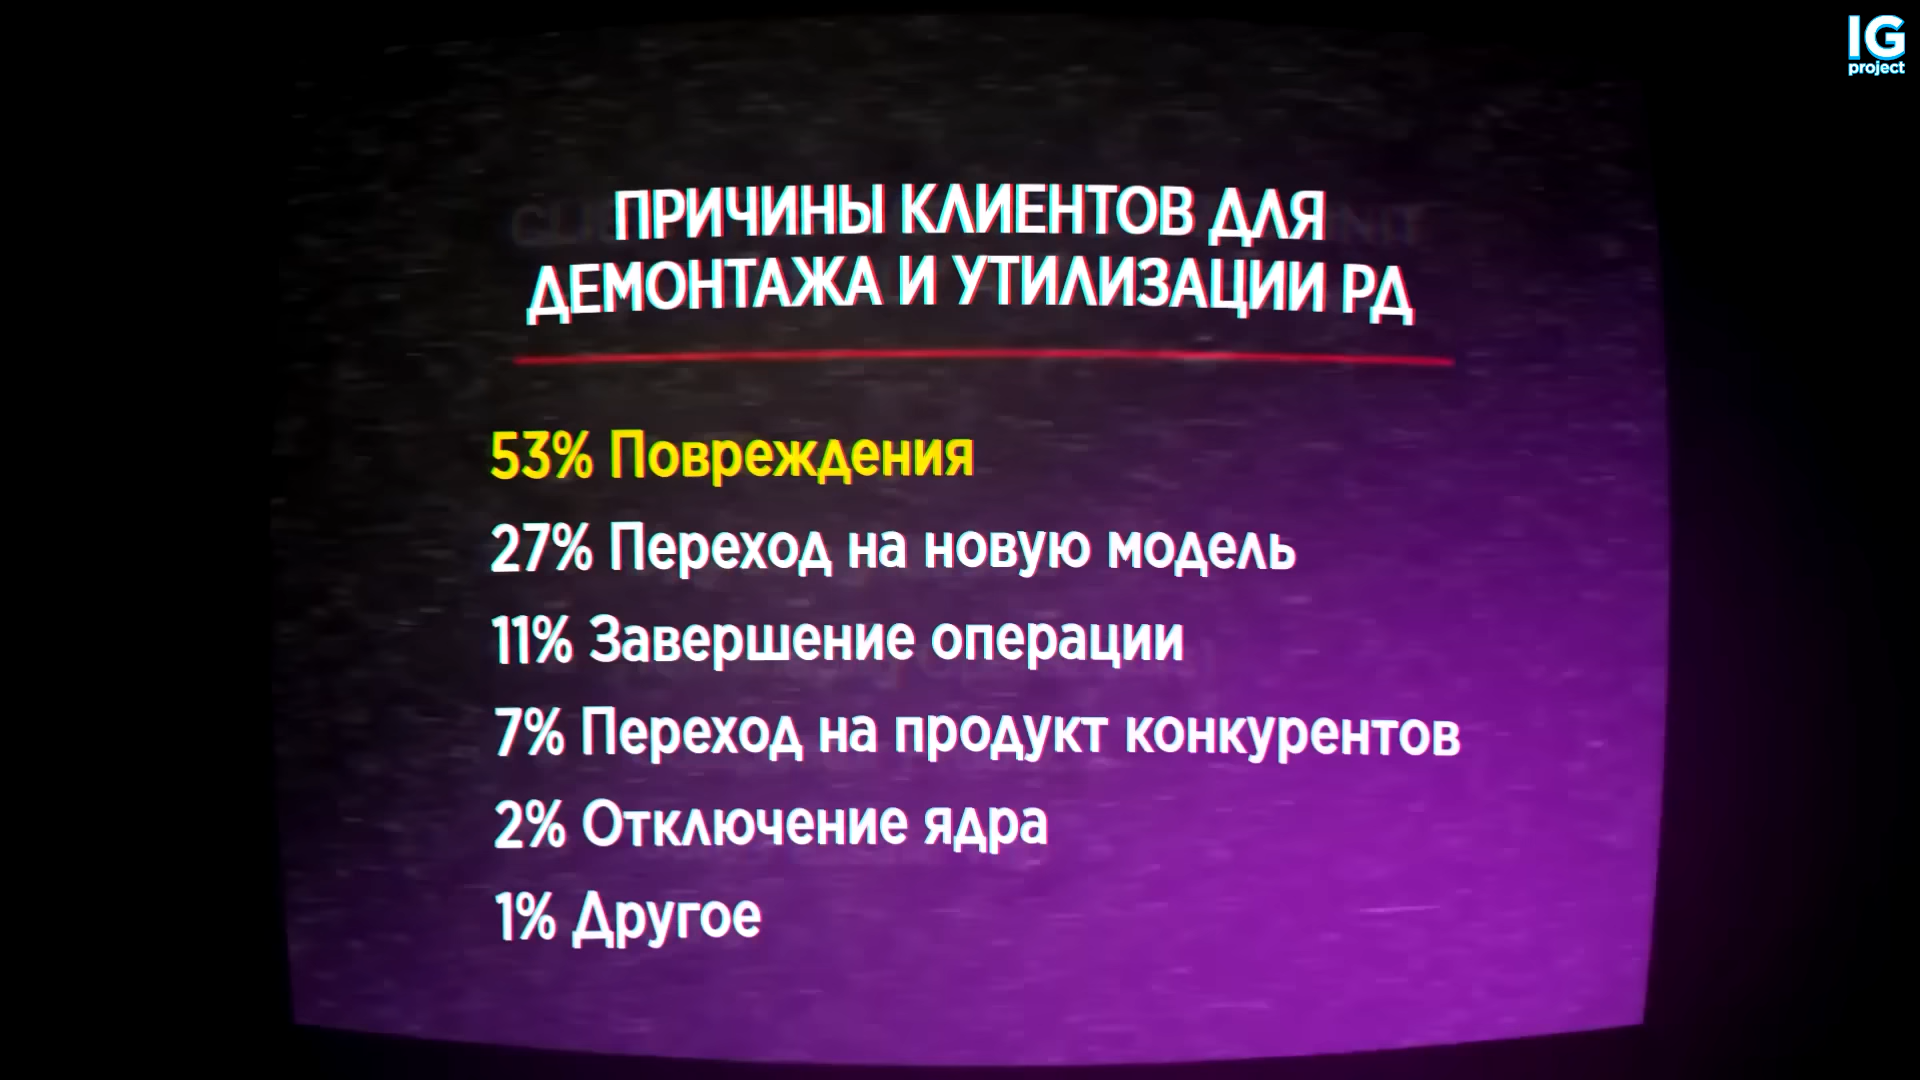 IG
project
ПРИЧИНЫ КЛИЕНТОВ ДЛЯ
ДЕМОНТАЖА И УТИЛИЗАЦИИ РД
53% Повреждения
27% Переход на новую модель
11% Завершение операции
7% Переход на продукт конкурентов
2% Отключение ядра
1% Другое